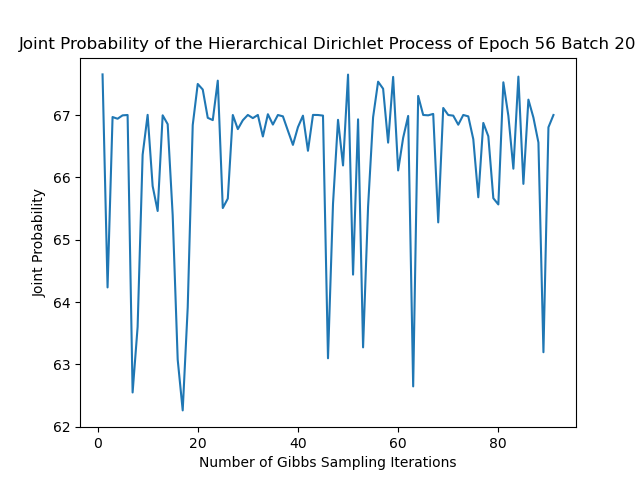 Joint Probability of the Hierarchical Dirichlet Process of Epoch 56 Batch 20
Joint Probability
67
66
65
64
63
62
0 20 40 60 80
Number of Gibbs Sampling Iterations